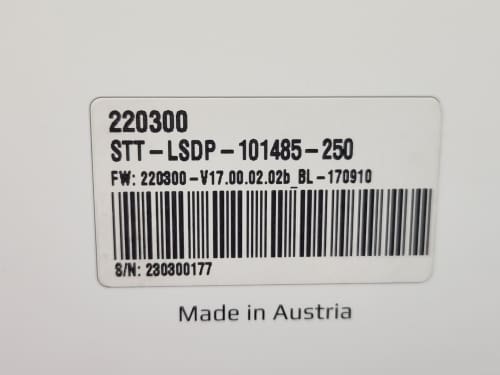 220300
STT-LSDP-101485-250
FW: 220300-V17.00.02.02b_BL-170910
S/N: 230300177
Made in Austria